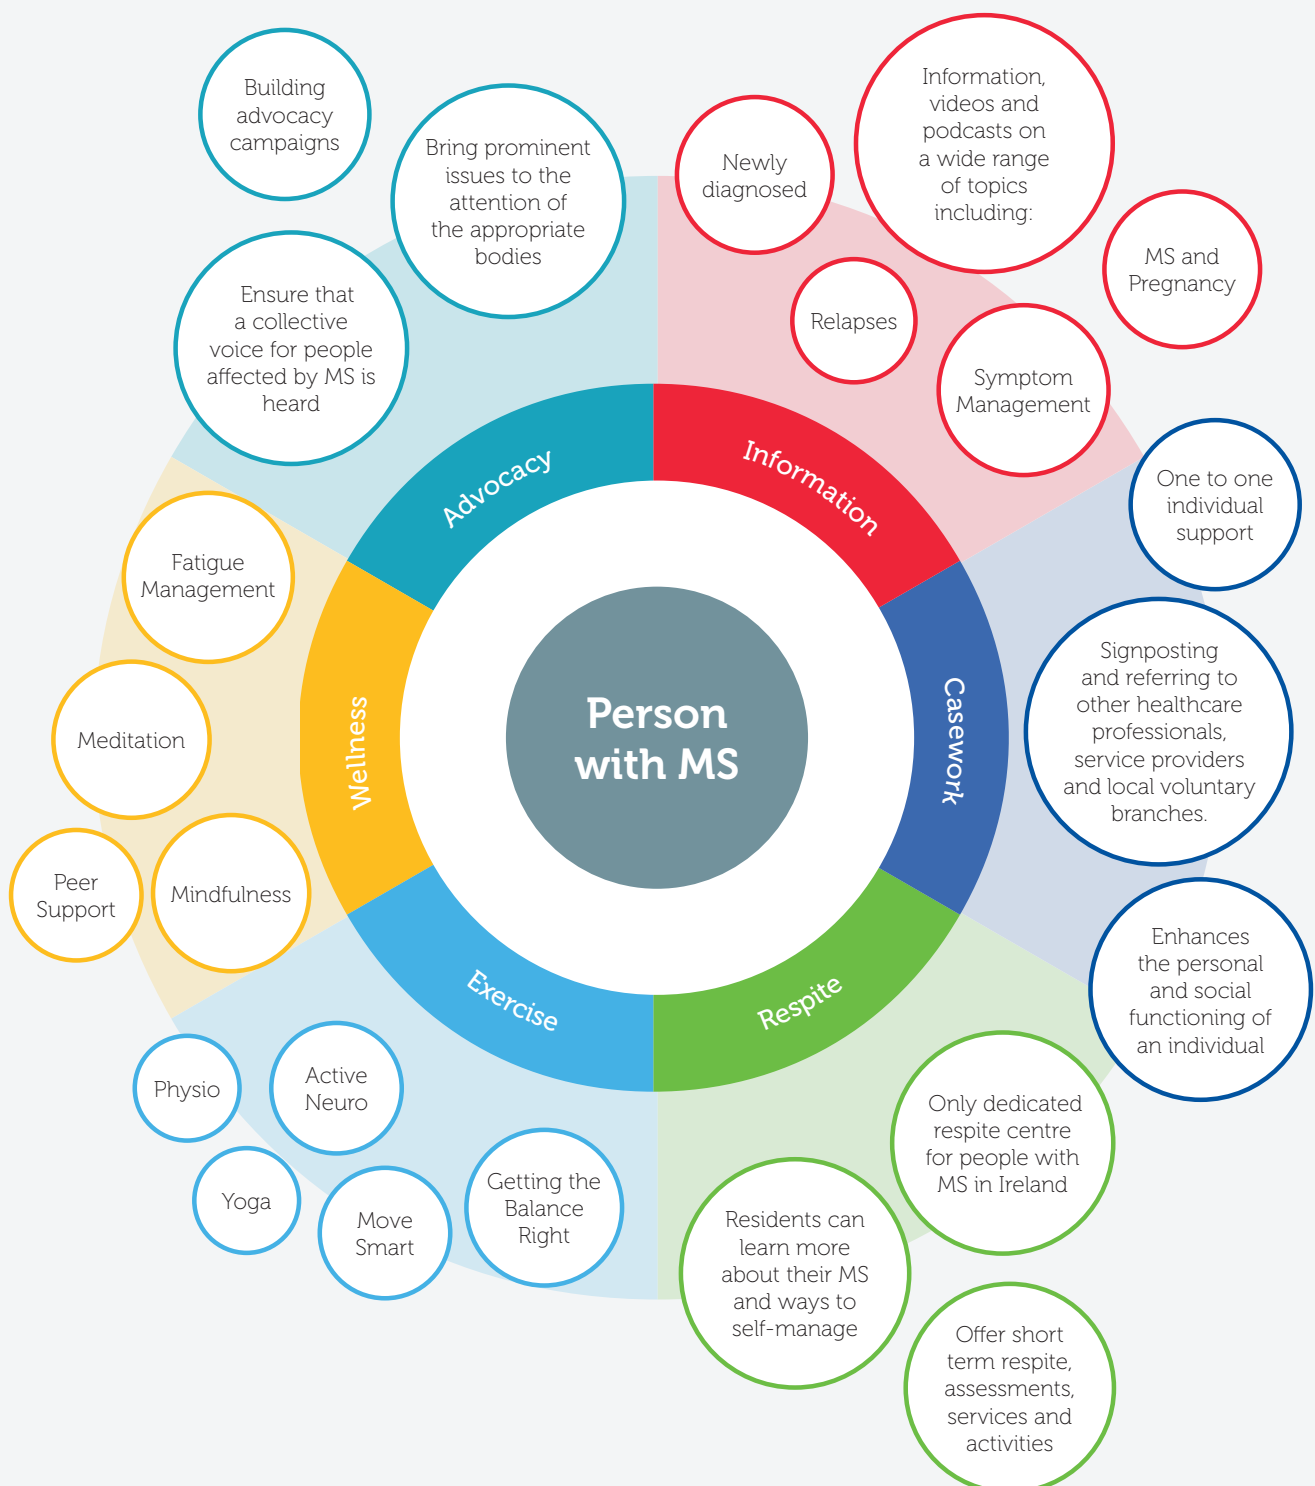 Building
advocacy
campaigns
Bring prominent
issues to the
attention of
the appropriate
bodies
Ensure that
a collective
voice for people
affected by MS is
heard
Newly
diagnosed
Information,
videos and
podcasts on
a wide range
of topics
including:
MS and
Pregnancy
Relapses
Symptom
Management
Advocacy
Information
One to one
individual
support
Signposting
and referring to
other healthcare
professionals,
service providers
and local voluntary
branches.
Enhances
the personal
and social
functioning of
an individual
Casework
Person
with MS
Wellness
Fatigue
Management
Meditation
Peer
Support
Mindfulness
Exercise
Respite
Physio
Active
Neuro
Yoga
Move
Smart
Getting the
Balance
Right
Only dedicated
respite centre
for people with
MS in Ireland
Residents can
learn more
about their MS
and ways to
self-manage
Offer short
term respite,
assessments,
services and
activities